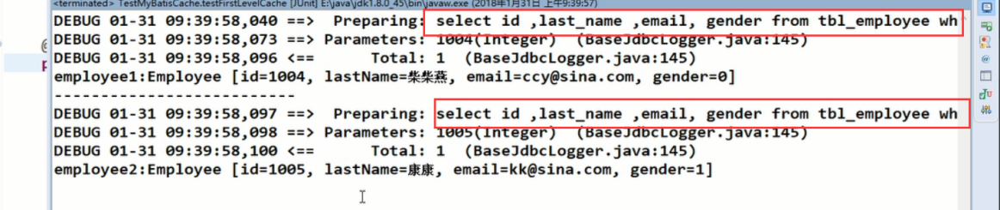 <terminated> TestMyBatisCache.testFirstLevelCache [JUnit] E:\java\jdk1.8.0_45\bin\javaw.exe (2018年1月31日 上午9:39:57)
DEBUG 01-31 09:39:58,040 ==>  Preparing: select id ,last_name ,email, gender from tbl_employee wh
DEBUG 01-31 09:39:58,073 ==> Parameters: 1004(Integer)  (BaseJdbcLogger.java:145)
DEBUG 01-31 09:39:58,096 <==      Total: 1  (BaseJdbcLogger.java:145)
employee1:Employee [id=1004, lastName=柴柴燕, email=ccy@sina.com, gender=0]
--------------------------
DEBUG 01-31 09:39:58,097 ==>  Preparing: select id ,last_name ,email, gender from tbl_employee wh
DEBUG 01-31 09:39:58,098 ==> Parameters: 1005(Integer)  (BaseJdbcLogger.java:145)
DEBUG 01-31 09:39:58,100 <==      Total: 1  (BaseJdbcLogger.java:145)
employee2:Employee [id=1005, lastName=康康, email=kk@sina.com, gender=1]